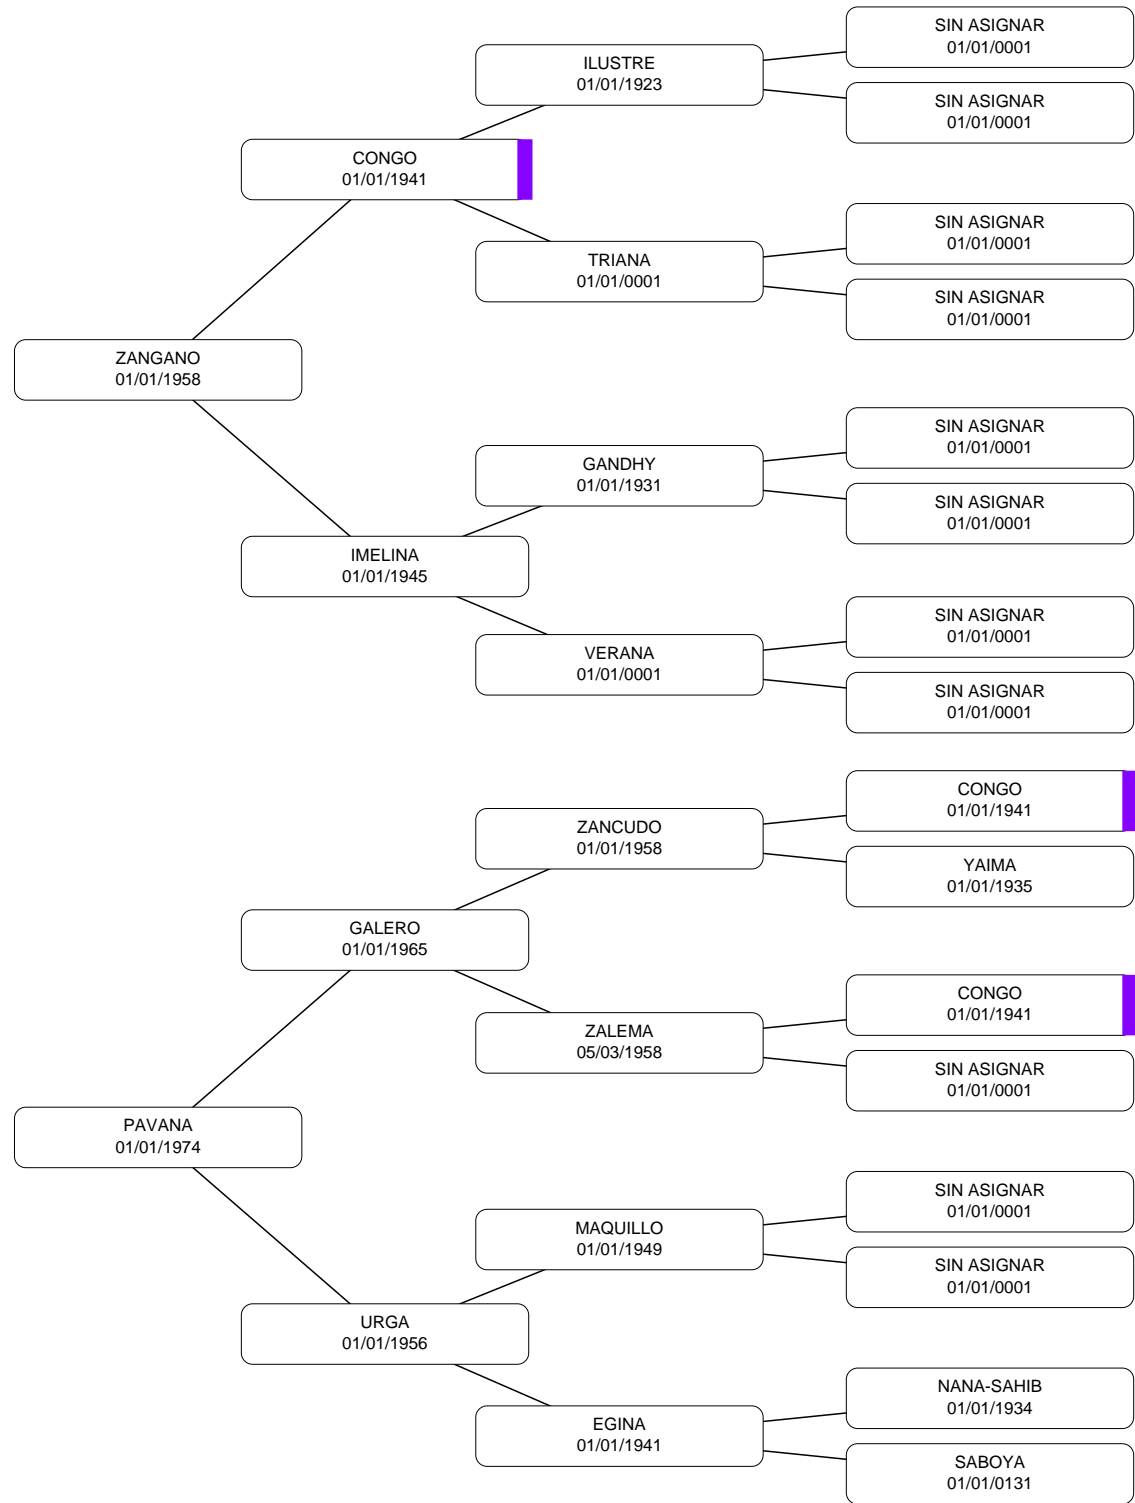 SIN ASIGNAR
01/01/0001
ILUSTRE
01/01/1923
SIN ASIGNAR
01/01/0001
CONGO
01/01/1941
SIN ASIGNAR
01/01/0001
TRIANA
01/01/0001
SIN ASIGNAR
01/01/0001
ZANGANO
01/01/1958
SIN ASIGNAR
01/01/0001
GANDHY
01/01/1931
SIN ASIGNAR
01/01/0001
IMELINA
01/01/1945
SIN ASIGNAR
01/01/0001
VERANA
01/01/0001
SIN ASIGNAR
01/01/0001
CONGO
01/01/1941
ZANCUDO
01/01/1958
YAIMA
01/01/1935
GALERO
01/01/1965
CONGO
01/01/1941
ZALEMA
05/03/1958
SIN ASIGNAR
01/01/0001
PAVANA
01/01/1974
SIN ASIGNAR
01/01/0001
MAQUILLO
01/01/1949
SIN ASIGNAR
01/01/0001
URGA
01/01/1956
NANA-SAHIB
01/01/1934
EGINA
01/01/1941
SABOYA
01/01/0131